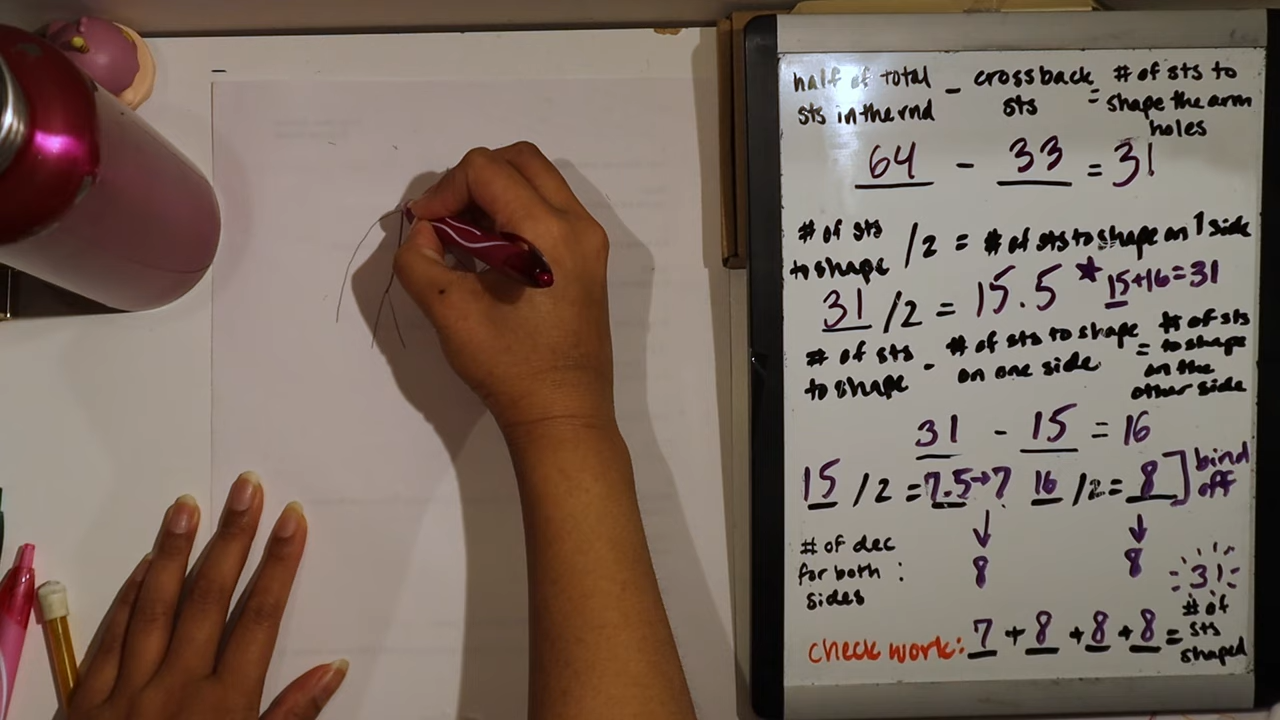 half of total - crossback = # of sts to
sts in the rnd sts shape the arm
holes
64 - 33 = 31
# of sts /2 = # of sts to shape on 1 side
to shape
31 /2 = 15.5 * 15+16=31
# of sts - # of sts to shape = # of sts
to shape on one side to shape
on the
other side
31 - 15 = 16
15 /2 = 7.5→7 16 /2 = 8 ] bind
off
# of dec ↓ ↓
for both : 8 8
sides
31
# of
sts
shaped
check work: 7 + 8 + 8 + 8 =